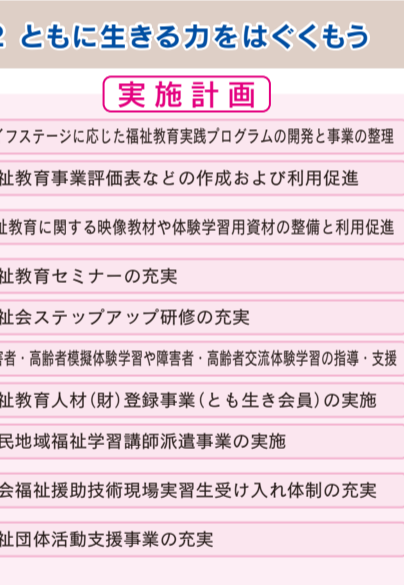 2 ともに生きる力をはぐくもう
実施計画
イフステージに応じた福祉教育実践プログラムの開発と事業の整理
祉教育事業評価表などの作成および利用促進
祉教育に関する映像教材や体験学習用資材の整備と利用促進
祉教育セミナーの充実
祉会ステップアップ研修の充実
害者・高齢者模擬体験学習や障害者・高齢者交流体験学習の指導・支援
祉教育人材(財)登録事業(とも生き会員)の実施
民地域福祉学習講師派遣事業の実施
会福祉援助技術現場実習生受け入れ体制の充実
祉団体活動支援事業の充実